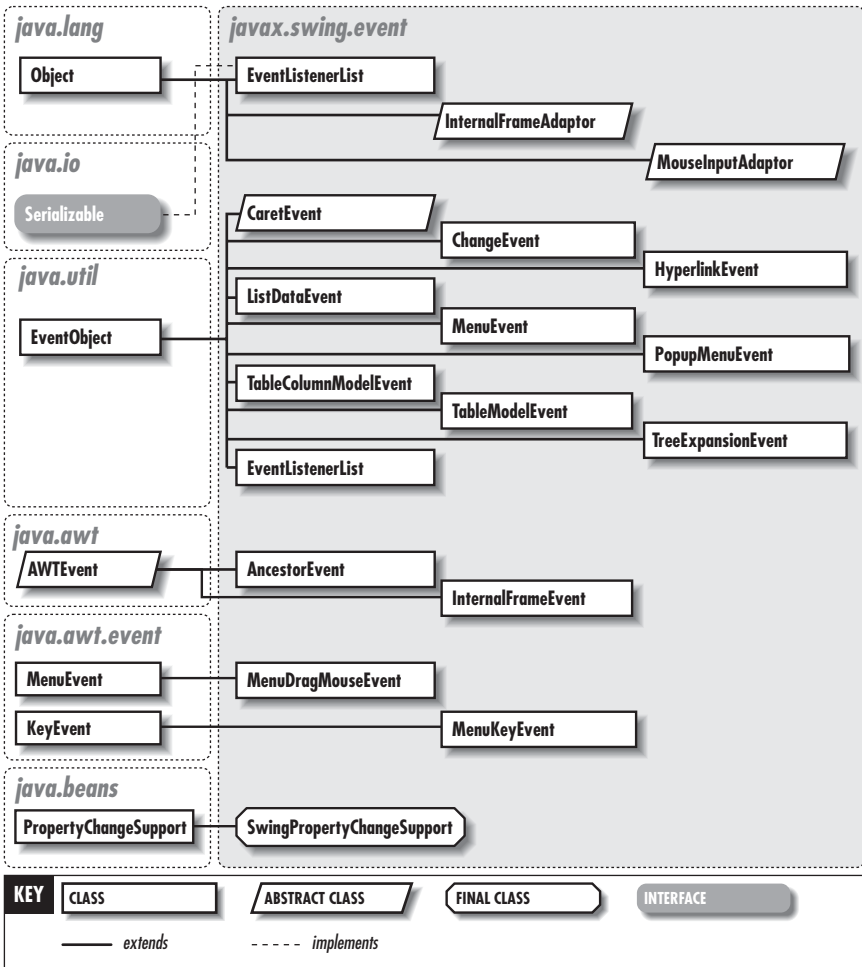 java.lang
javax.swing.event
Object
EventListenerList
InternalFrameAdaptor
MouseInputAdaptor
java.io
Serializable
CaretEvent
ChangeEvent
HyperlinkEvent
java.util
ListDataEvent
MenuEvent
EventObject
PopupMenuEvent
TableColumnModelEvent
TableModelEvent
TreeExpansionEvent
EventListenerList
java.awt
AWTEvent
AncestorEvent
InternalFrameEvent
java.awt.event
MenuEvent
MenuDragMouseEvent
KeyEvent
MenuKeyEvent
java.beans
PropertyChangeSupport
SwingPropertyChangeSupport
KEY
CLASS
ABSTRACT CLASS
FINAL CLASS
INTERFACE
extends
implements